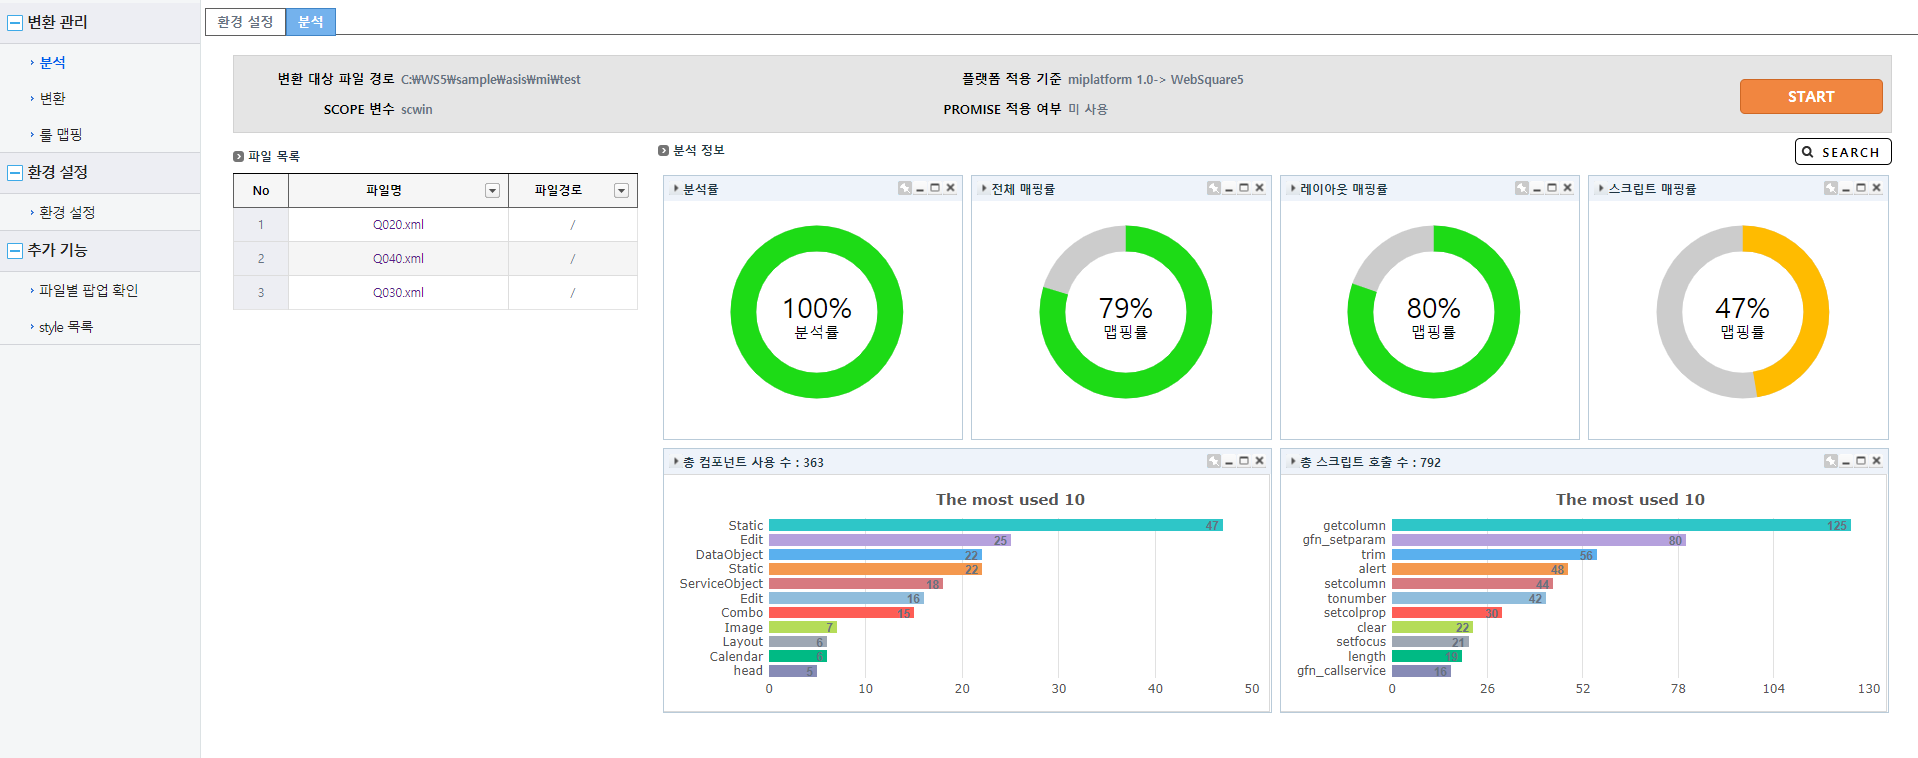 변환 관리
분석
변환
룰 맵핑
환경 설정
환경 설정
추가 기능
파일별 팝업 확인
style 목록
환경 설정 분석
변환 대상 파일 경로 C:₩WS5₩sample₩asis₩mi₩test
플랫폼 적용 기준 miplatform 1.0-> WebSquare5
SCOPE 변수 scwin
PROMISE 적용 여부 미 사용
START
파일 목록
No 파일명 파일경로
1 Q020.xml /
2 Q040.xml /
3 Q030.xml /
분석 정보
SEARCH
분석률
100%
분석률
전체 매핑률
79%
맵핑률
레이아웃 매핑률
80%
맵핑률
스크립트 매핑률
47%
맵핑률
총 컴포넌트 사용 수 : 363
The most used 10
Static 47
Edit 25
DataObject 22
Static 22
ServiceObject 18
Edit 16
Combo 15
Image 7
Layout 6
Calendar 6
head 5
0 10 20 30 40 50
총 스크립트 호출 수 : 792
The most used 10
getcolumn 125
gfn_setparam 80
trim 56
alert 48
setcolumn 44
tonumber 42
setcolprop 30
clear 22
setfocus 21
length 19
gfn_callservice 16
0 26 52 78 104 130